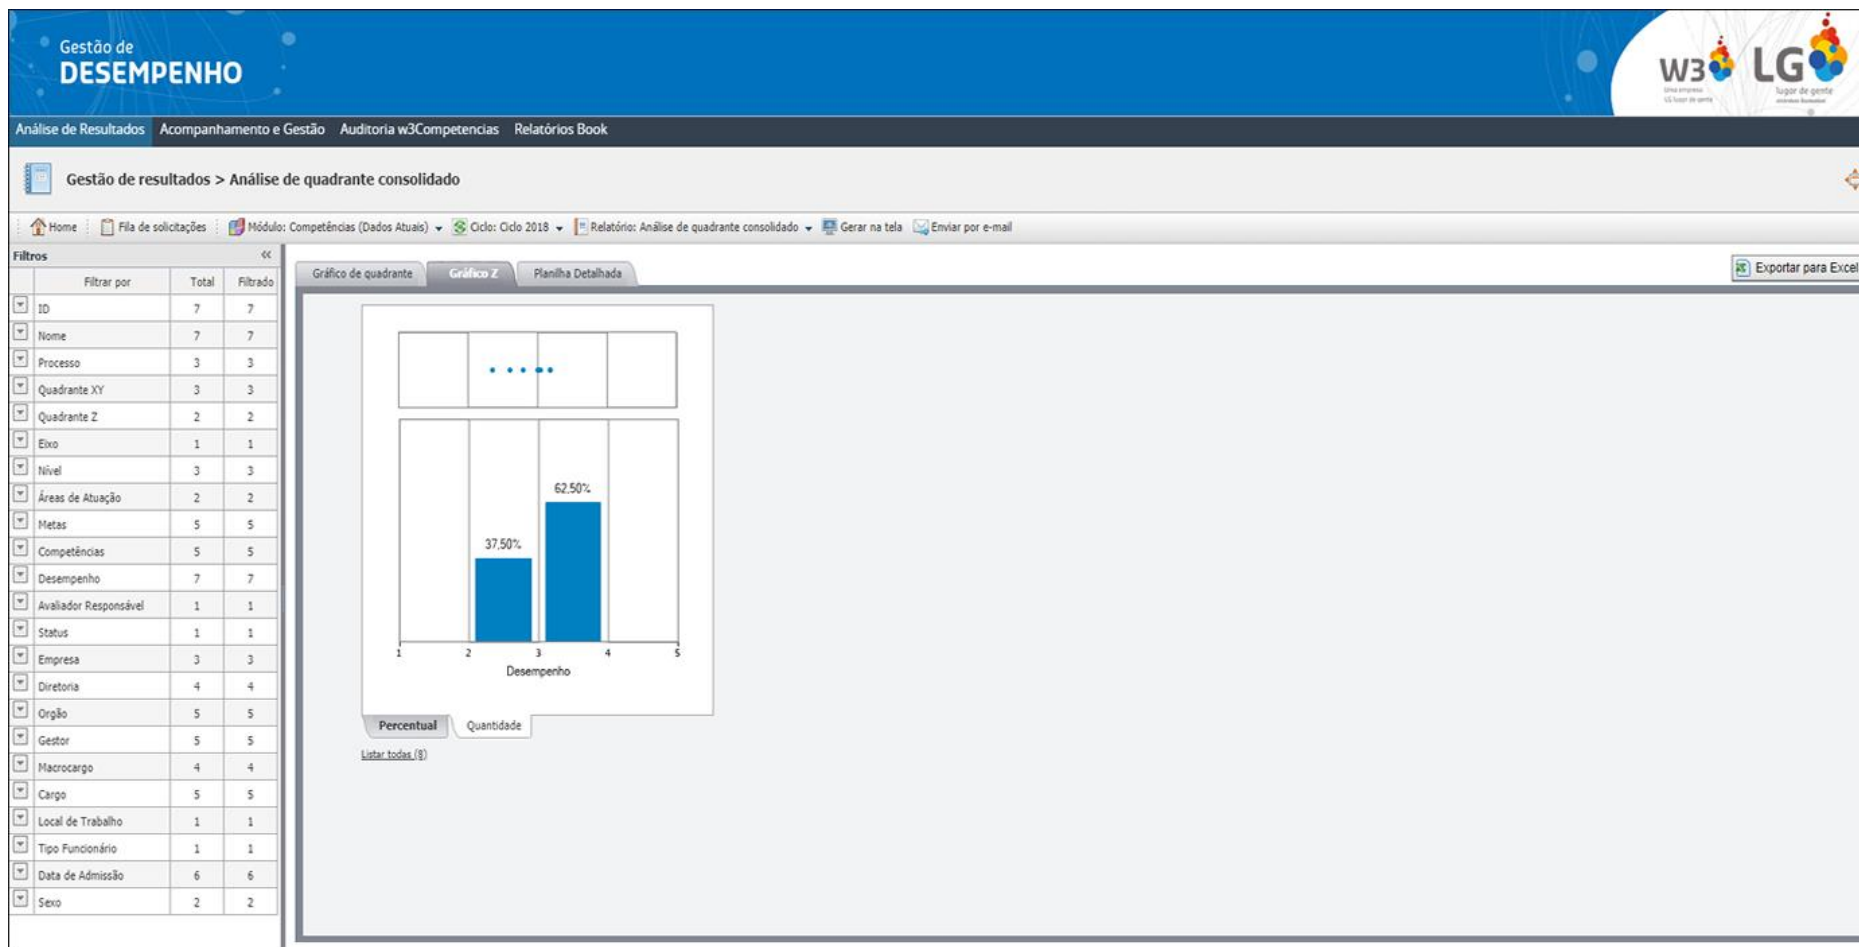 Gestão de
DESEMPENHO
W3
Uma empresa
LG lugar de gente
LG
lugar de gente
Análise de Resultados Acompanhamento e Gestão Auditoria w3Competencias Relatórios Book
Gestão de resultados > Análise de quadrante consolidado
Home Fila de solicitações Módulo: Competências (Dados Atuais) Ciclo: Ciclo 2018 Relatório: Análise de quadrante consolidado Gerar na tela Enviar por e-mail
Filtros «
Filtrar por Total Filtrado
ID 7 7
Nome 7 7
Processo 3 3
Quadrante XY 3 3
Quadrante Z 2 2
Eixo 1 1
Nível 3 3
Áreas de Atuação 2 2
Metas 5 5
Competências 5 5
Desempenho 7 7
Avaliador Responsável 1 1
Status 1 1
Empresa 3 3
Diretoria 4 4
Orgão 5 5
Gestor 5 5
Macrocargo 4 4
Cargo 5 5
Local de Trabalho 1 1
Tipo Funcionário 1 1
Data de Admissão 6 6
Sexo 2 2
Gráfico de quadrante Gráfico Z Planilha Detalhada
Exportar para Excel
62,50%
37,50%
1 2 3 4 5
Desempenho
Percentual Quantidade
Listar todas (8)